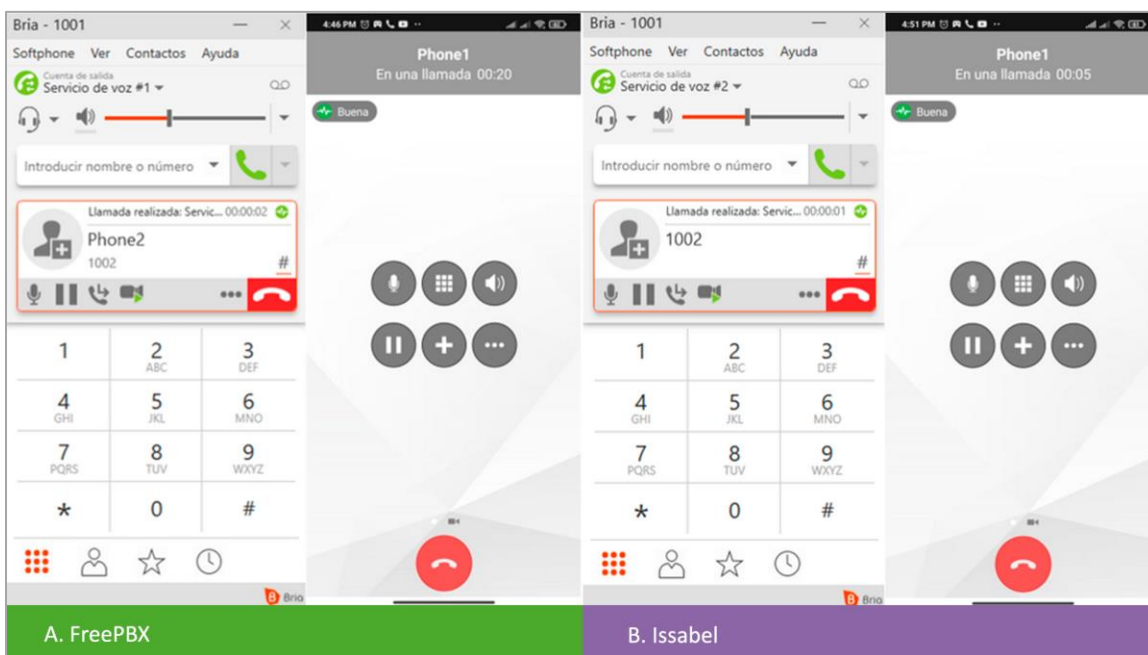 Bria - 1001
Softphone Ver Contactos Ayuda
Cuenta de salida
Servicio de voz #1
Introducir nombre o número
Llamada realizada: Servic... 00:00:02
Phone2
1002
#
1
2
ABC
3
DEF
4
GHI
5
JKL
6
MNO
7
PQRS
8
TUV
9
WXYZ
*
0
#
Bria
4:46 PM
Phone1
En una llamada 00:20
Buena
A. FreePBX
Bria - 1001
Softphone Ver Contactos Ayuda
Cuenta de salida
Servicio de voz #2
Introducir nombre o número
Llamada realizada: Servic... 00:00:01
1002
#
1
2
ABC
3
DEF
4
GHI
5
JKL
6
MNO
7
PQRS
8
TUV
9
WXYZ
*
0
#
Bria
4:51 PM
Phone1
En una llamada 00:05
Buena
B. Issabel